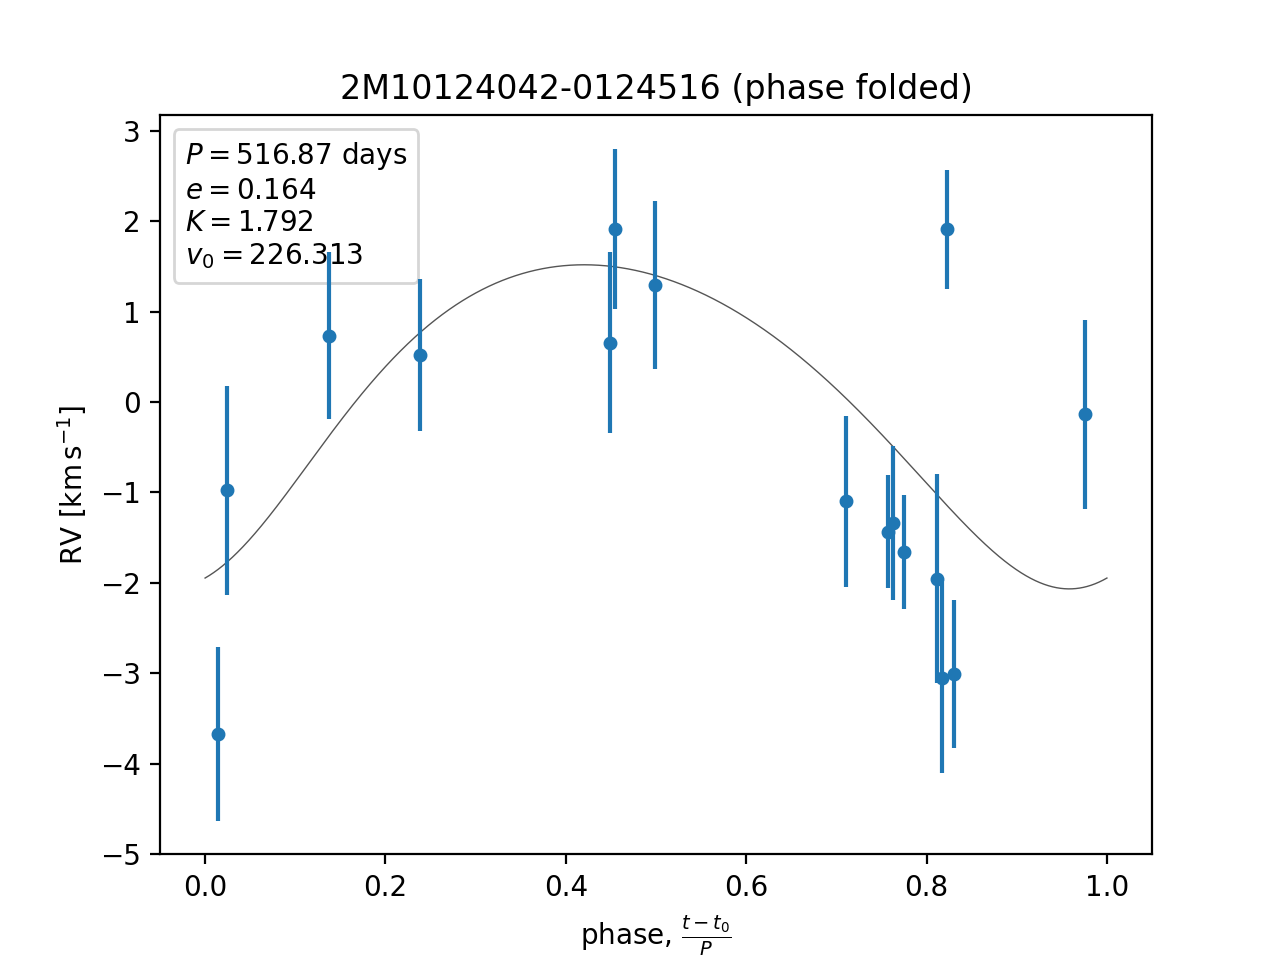 2M10124042-0124516 (phase folded)
P = 516.87 days
e = 0.164
K = 1.792
v₀ = 226.313
3
2
1
0
−1
−2
−3
−4
−5
RV [km s⁻¹]
0.0 0.2 0.4 0.6 0.8 1.0
phase, (t − t₀)/P